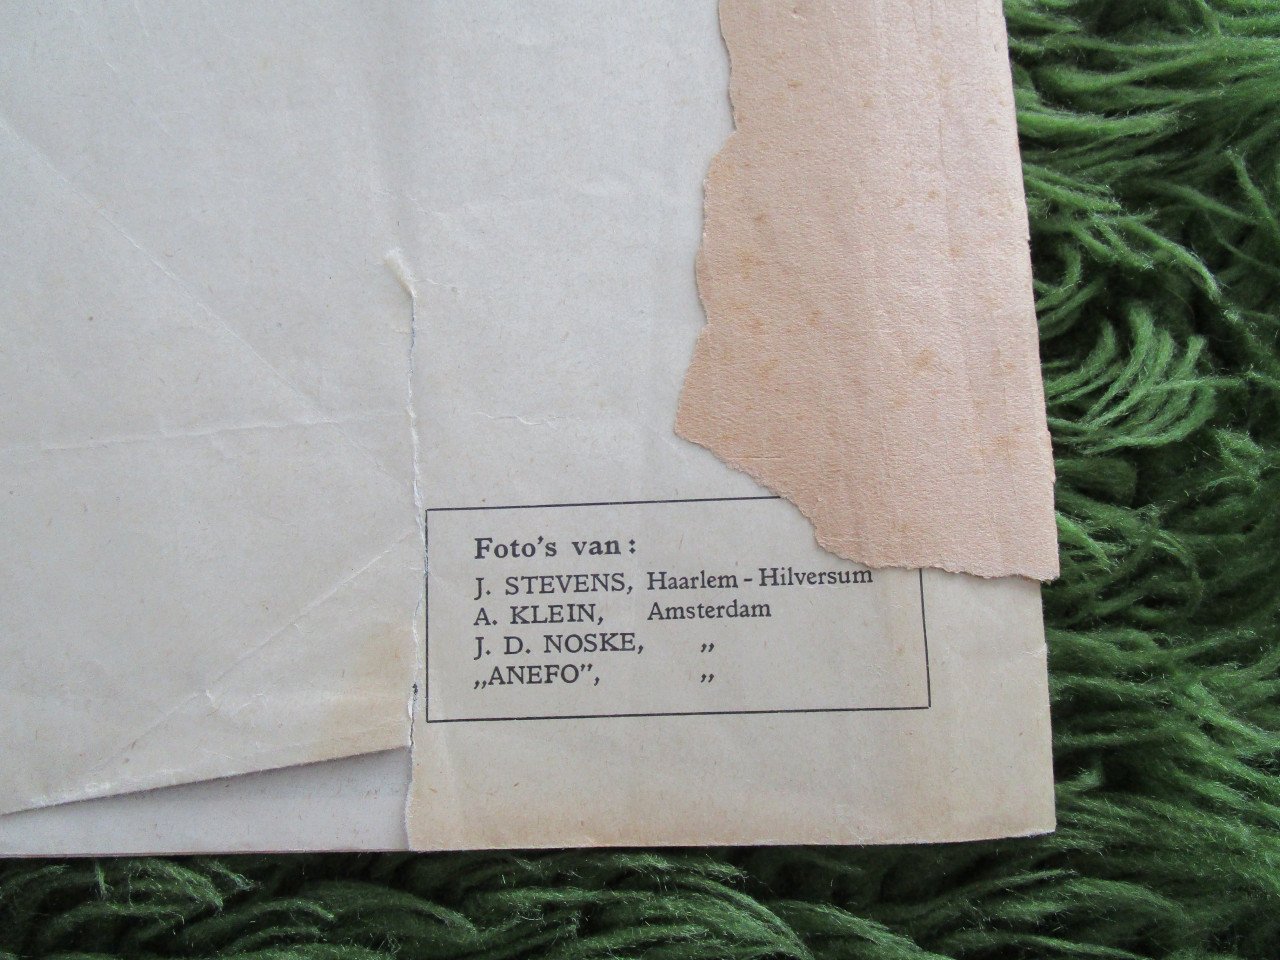 Foto's van:
J. STEVENS, Haarlem-Hilversum
A. KLEIN, Amsterdam
J. D. NOSKE, „
„ANEFO”, „